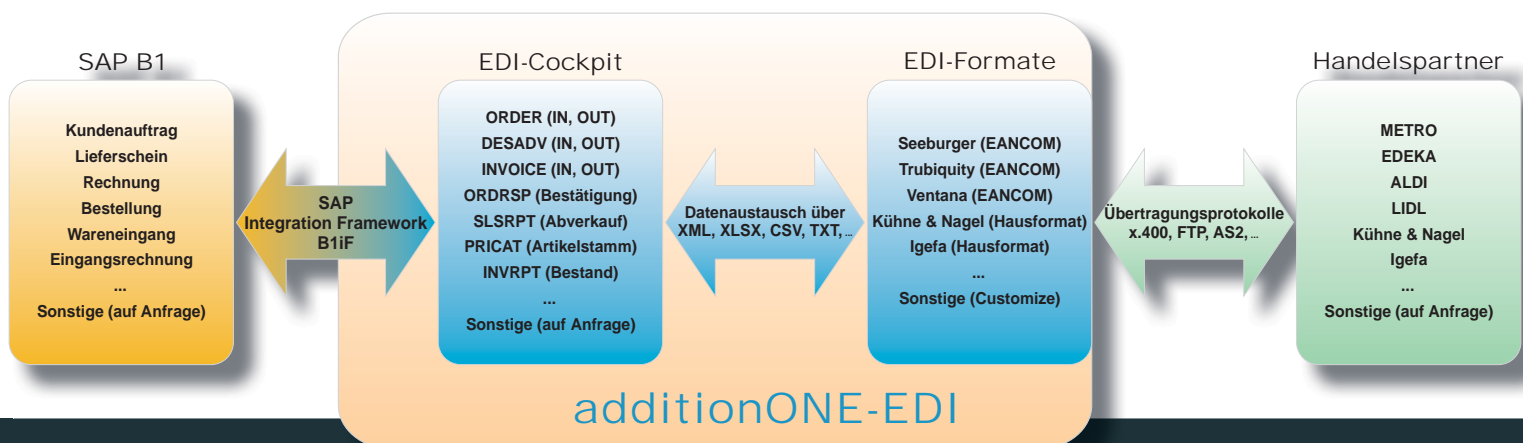 SAP B1
Kundenauftrag
Lieferschein
Rechnung
Bestellung
Wareneingang
Eingangsrechnung
...
Sonstige (auf Anfrage)
SAP
Integration Framework
B1iF
EDI-Cockpit
ORDER (IN, OUT)
DESADV (IN, OUT)
INVOICE (IN, OUT)
ORDRSP (Bestätigung)
SLSRPT (Abverkauf)
PRICAT (Artikelstamm)
INVRPT (Bestand)
...
Sonstige (auf Anfrage)
Datenaustausch über
XML, XLSX, CSV, TXT,...
EDI-Formate
Seeburger (EANCOM)
Trubiquity (EANCOM)
Ventana (EANCOM)
Kühne & Nagel (Hausformat)
Igefa (Hausformat)
...
Sonstige (Customize)
Übertragungsprotokolle
x.400, FTP, AS2,...
Handelspartner
METRO
EDEKA
ALDI
LIDL
Kühne & Nagel
Igefa
...
Sonstige (auf Anfrage)
additionONE-EDI